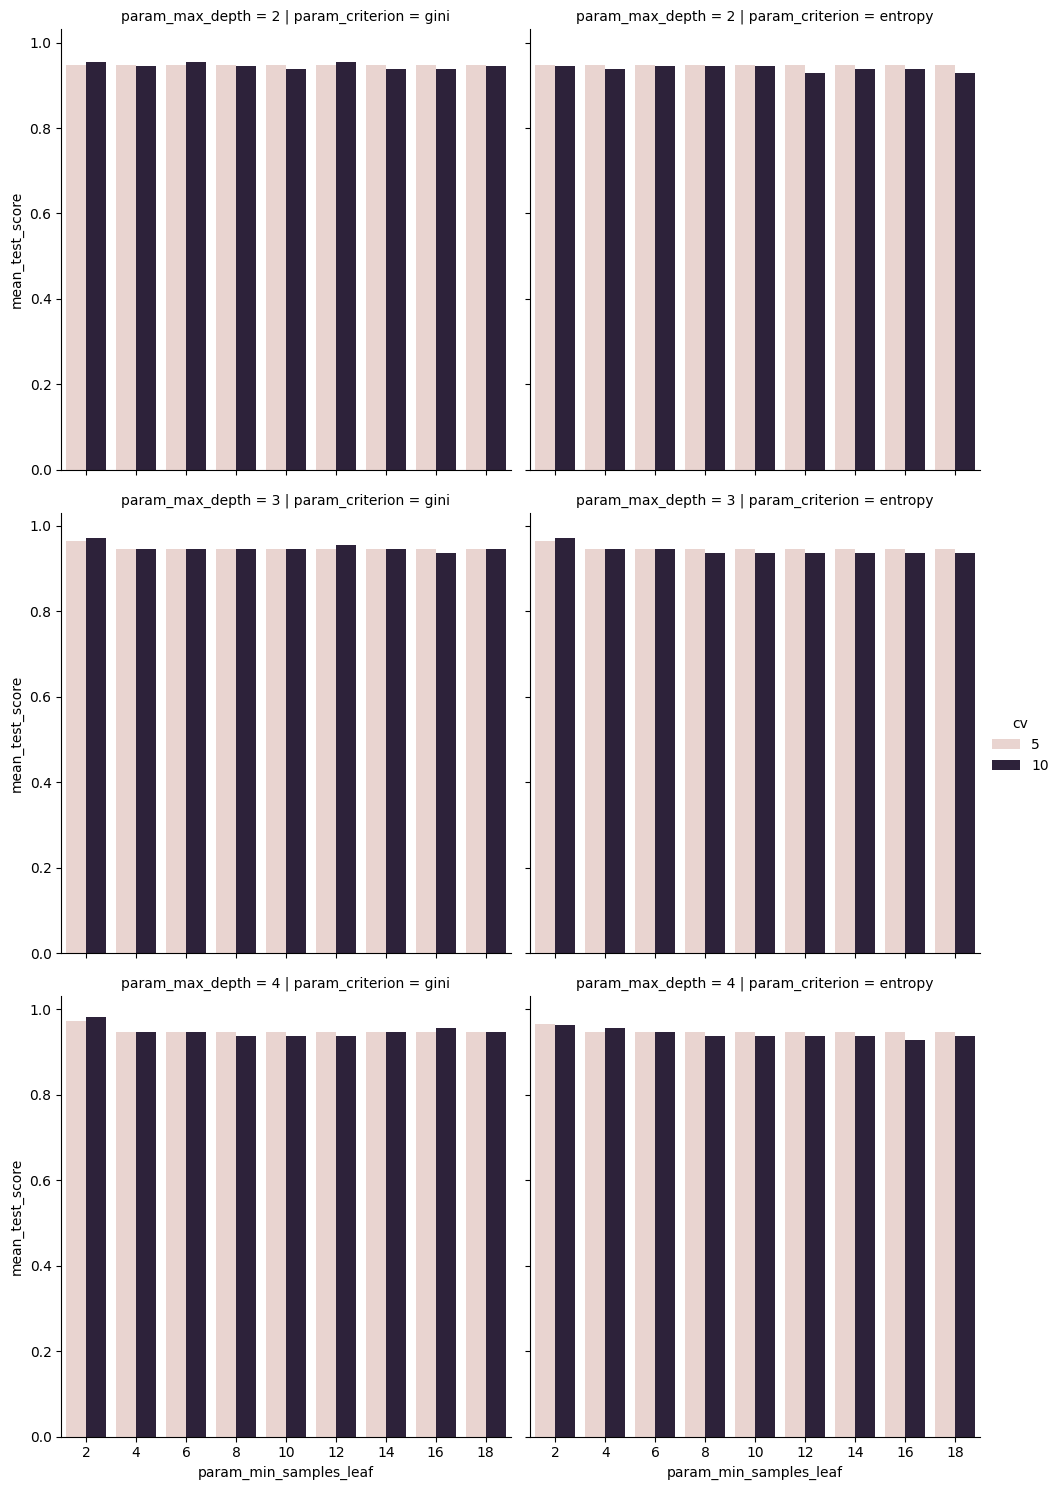 param_max_depth = 2 | param_criterion = gini
param_max_depth = 2 | param_criterion = entropy
1.0
0.8
0.6
0.4
0.2
0.0
mean_test_score
param_max_depth = 3 | param_criterion = gini
param_max_depth = 3 | param_criterion = entropy
1.0
0.8
0.6
0.4
0.2
0.0
mean_test_score
cv
5
10
param_max_depth = 4 | param_criterion = gini
param_max_depth = 4 | param_criterion = entropy
1.0
0.8
0.6
0.4
0.2
0.0
mean_test_score
2 4 6 8 10 12 14 16 18
param_min_samples_leaf
2 4 6 8 10 12 14 16 18
param_min_samples_leaf